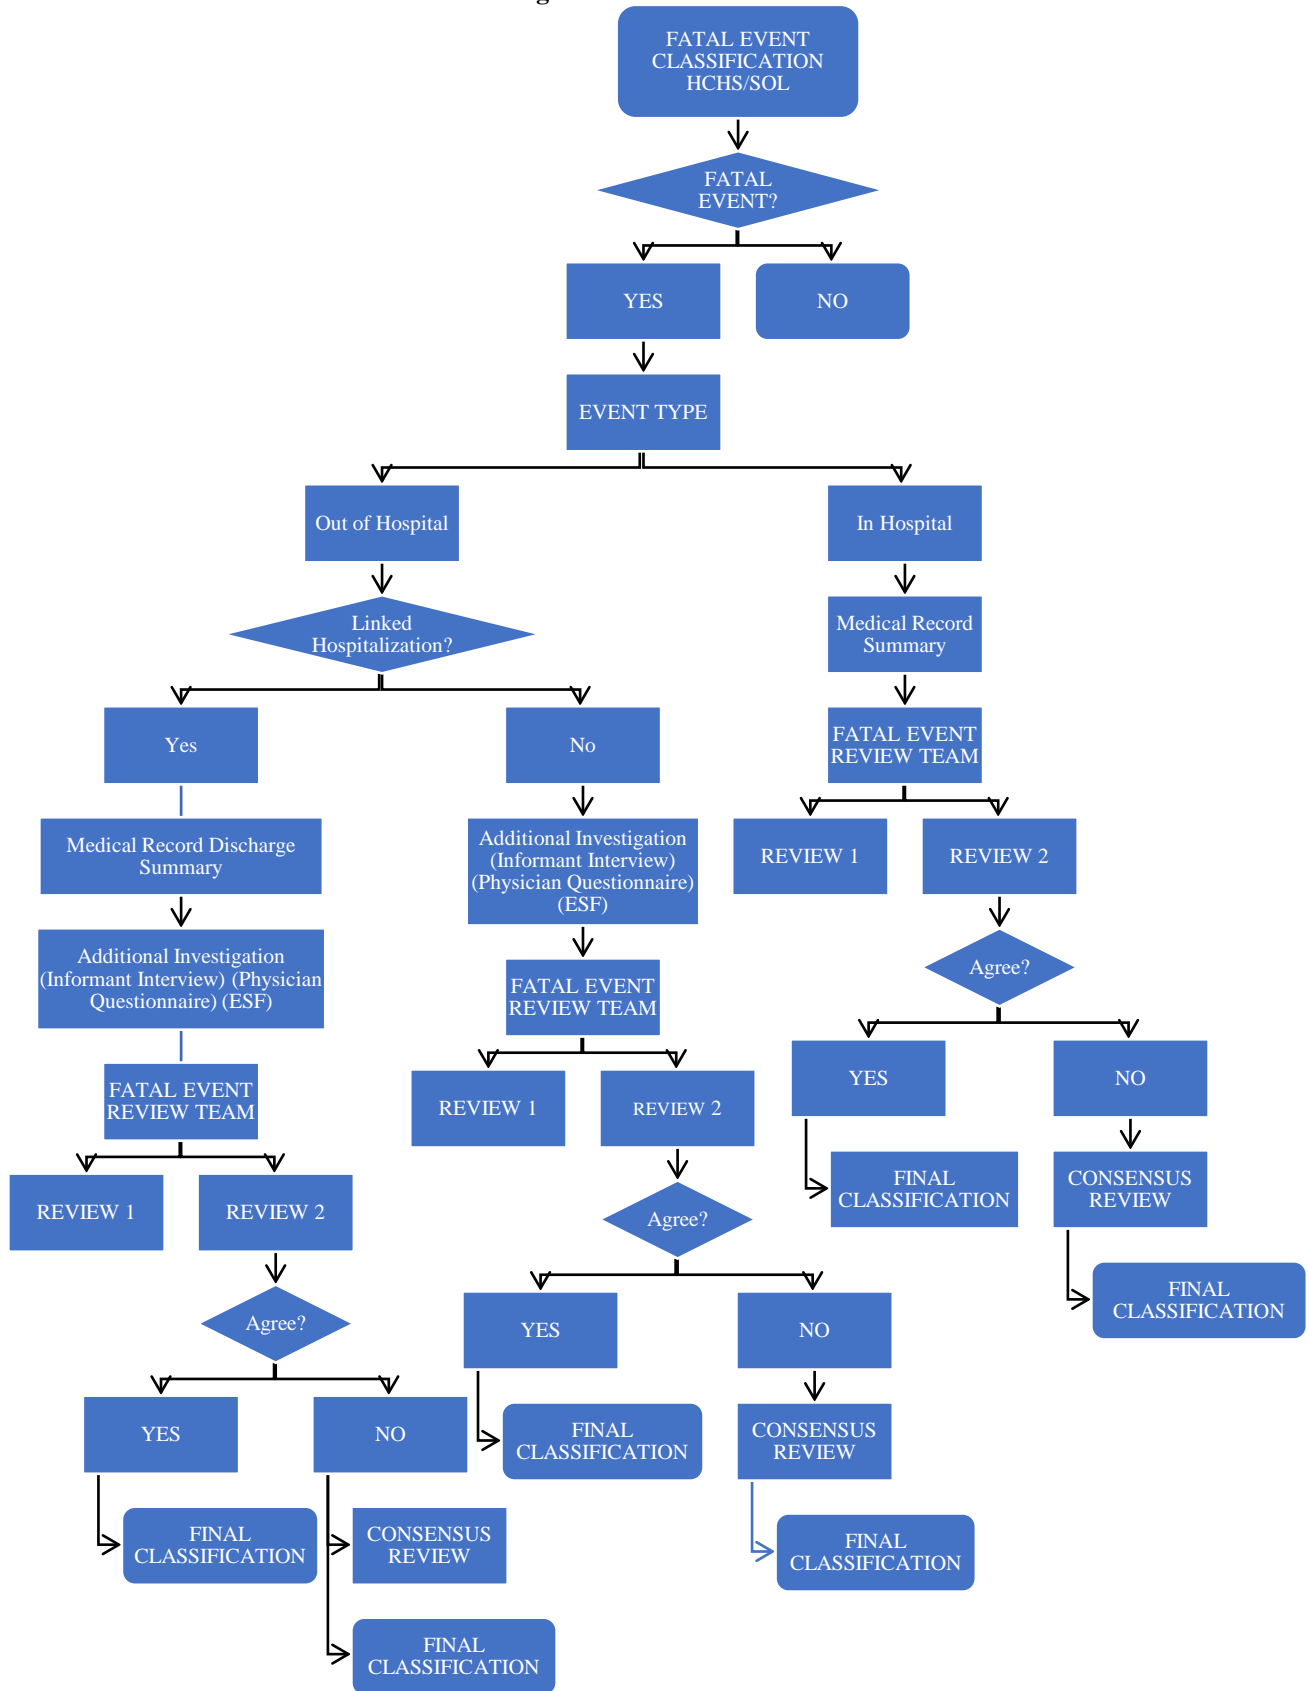 FATAL EVENT
CLASSIFICATION
HCHS/SOL
FATAL
EVENT?
YES
NO
EVENT TYPE
Out of Hospital
In Hospital
Linked
Hospitalization?
Medical Record
Summary
Yes
No
FATAL EVENT
REVIEW TEAM
Medical Record Discharge
Summary
Additional Investigation
(Informant Interview)
(Physician Questionnaire)
(ESF)
REVIEW 1
REVIEW 2
Additional Investigation
(Informant Interview) (Physician
Questionnaire) (ESF)
FATAL EVENT
REVIEW TEAM
Agree?
FATAL EVENT
REVIEW TEAM
REVIEW 1
REVIEW 2
YES
NO
REVIEW 1
REVIEW 2
Agree?
FINAL
CLASSIFICATION
CONSENSUS
REVIEW
Agree?
YES
NO
FINAL
CLASSIFICATION
YES
NO
FINAL
CLASSIFICATION
CONSENSUS
REVIEW
FINAL
CLASSIFICATION
CONSENSUS
REVIEW
FINAL
CLASSIFICATION
FINAL
CLASSIFICATION